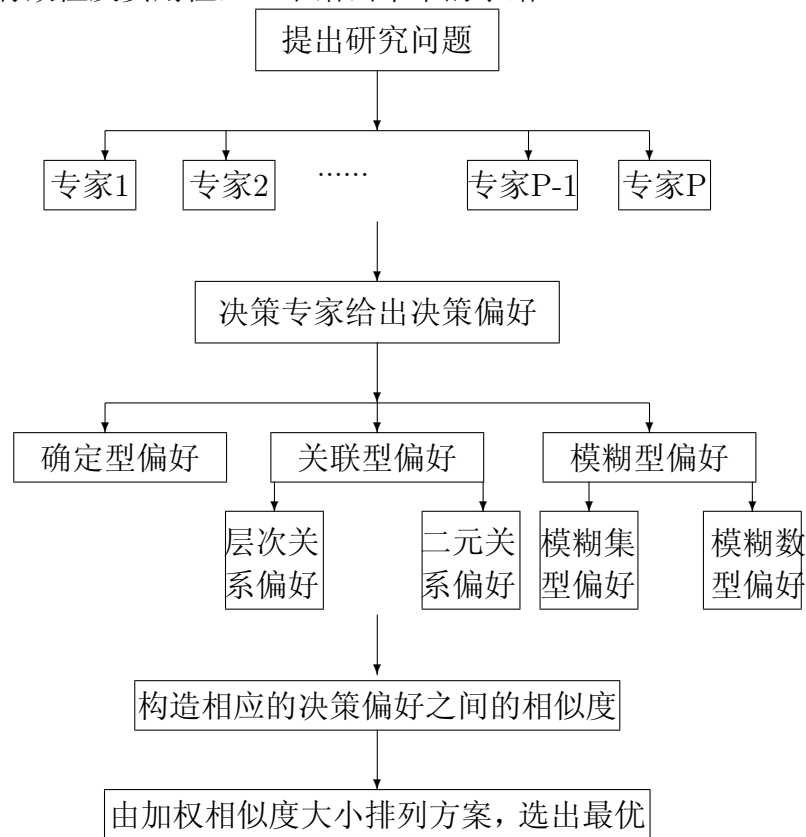 提出研究问题
专家1 专家2 ...... 专家P-1 专家P
决策专家给出决策偏好
确定型偏好 关联型偏好 模糊型偏好
层次关 二元关 模糊集 模糊数
系偏好 系偏好 型偏好 型偏好
构造相应的决策偏好之间的相似度
由加权相似度大小排列方案, 选出最优